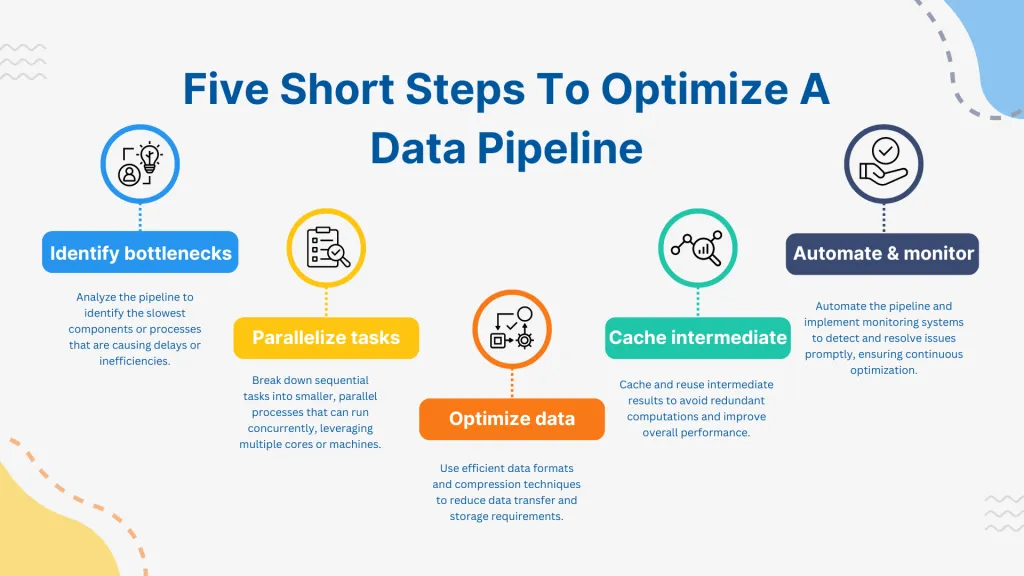 Five Short Steps To Optimize A
Data Pipeline
Identify bottlenecks
Analyze the pipeline to
identify the slowest
components or processes
that are causing delays or
inefficiencies.
Parallelize tasks
Break down sequential
tasks into smaller, parallel
processes that can run
concurrently, leveraging
multiple cores or machines.
Optimize data
Use efficient data formats
and compression techniques
to reduce data transfer and
storage requirements.
Cache intermediate
Cache and reuse intermediate
results to avoid redundant
computations and improve
overall performance.
Automate & monitor
Automate the pipeline and
implement monitoring systems
to detect and resolve issues
promptly, ensuring continuous
optimization.